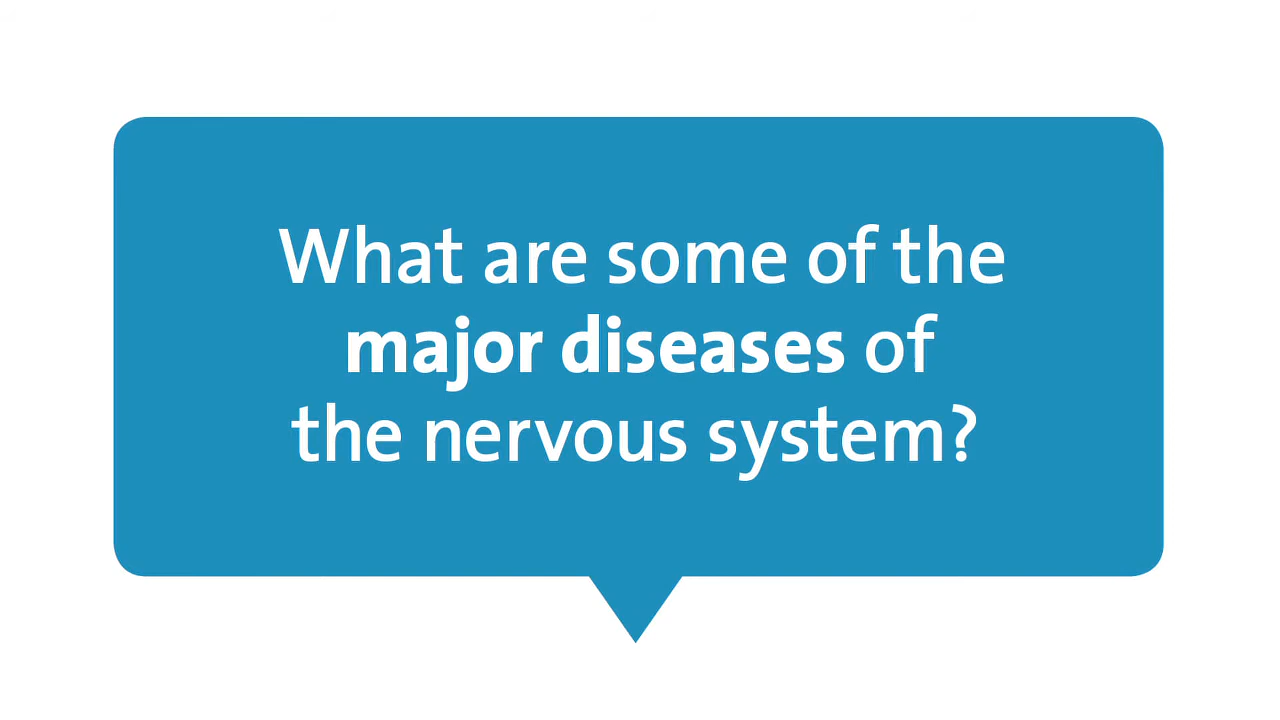 What are some of the
major diseases of
the nervous system?